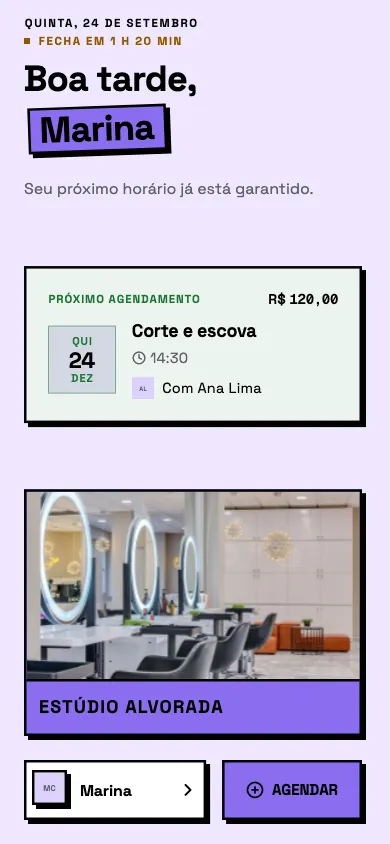 QUINTA, 24 DE SETEMBRO
FECHA EM 1 H 20 MIN
Boa tarde,
Marina
Seu próximo horário já está garantido.
PRÓXIMO AGENDAMENTO
R$ 120,00
QUI
24
DEZ
Corte e escova
14:30
AL
Com Ana Lima
ESTÚDIO ALVORADA
MC
Marina
AGENDAR